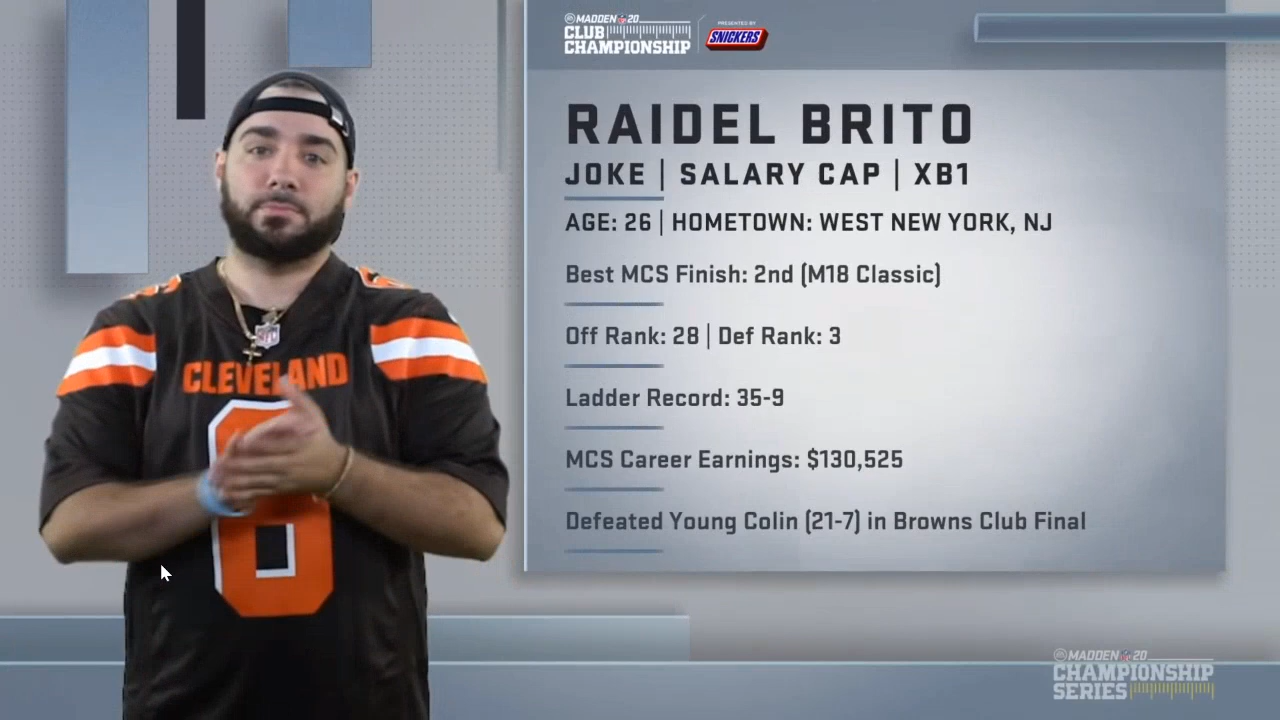 MADDEN NFL 20
CLUB
CHAMPIONSHIP
PRESENTED BY
SNICKERS
RAIDEL BRITO
JOKE | SALARY CAP | XB1
AGE: 26 | HOMETOWN: WEST NEW YORK, NJ
Best MCS Finish: 2nd (M18 Classic)
Off Rank: 28 | Def Rank: 3
Ladder Record: 35-9
MCS Career Earnings: $130,525
Defeated Young Colin (21-7) in Browns Club Final
NFL
CLEVELAND
6
MADDEN NFL 20
CHAMPIONSHIP
SERIES